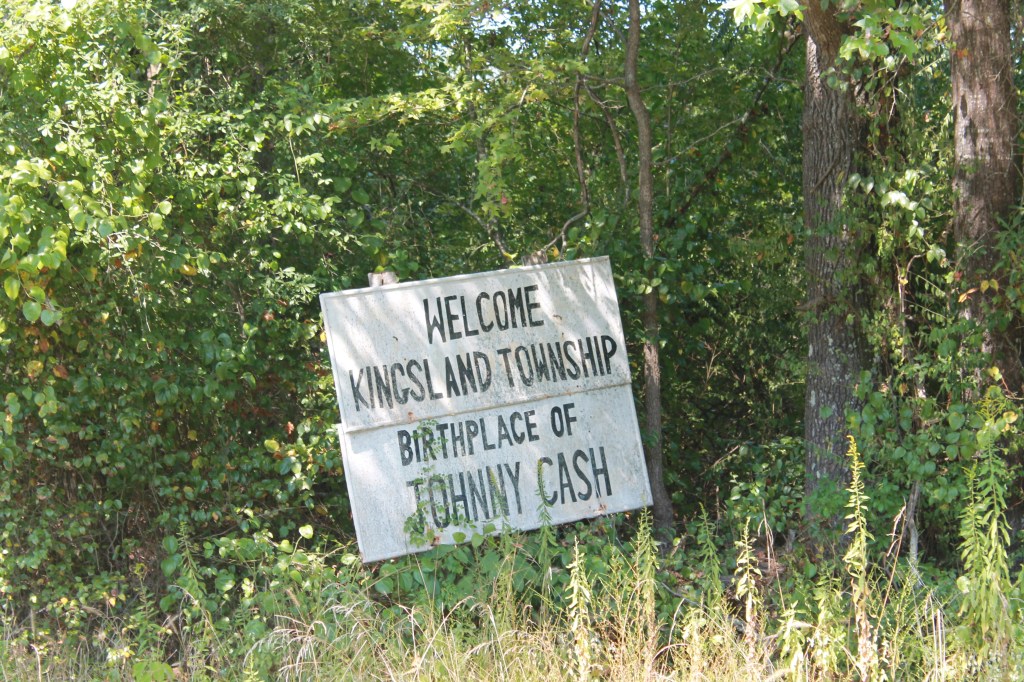 WELCOME
KINGSLAND TOWNSHIP
BIRTHPLACE OF
JOHNNY CASH